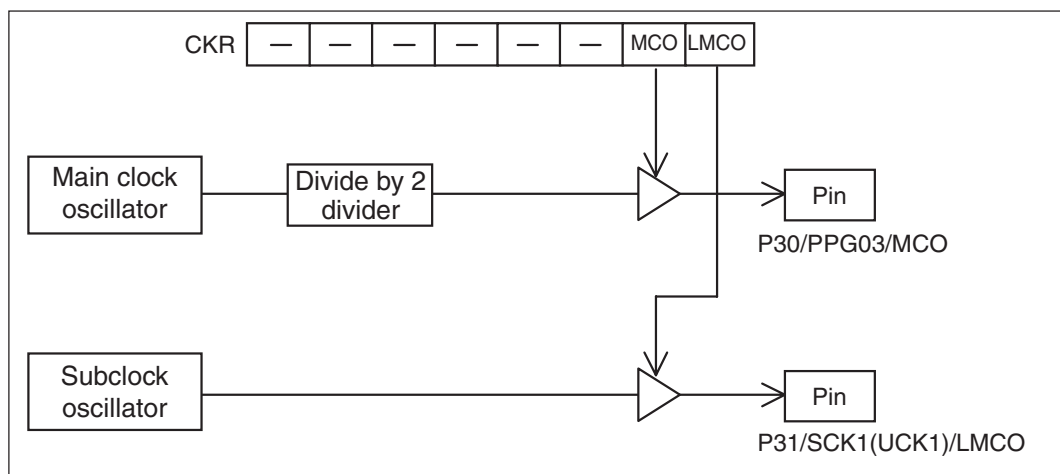 CKR — — — — — — MCO LMCO
Main clock
oscillator
Divide by 2
divider
Pin
P30/PPG03/MCO
Subclock
oscillator
Pin
P31/SCK1(UCK1)/LMCO